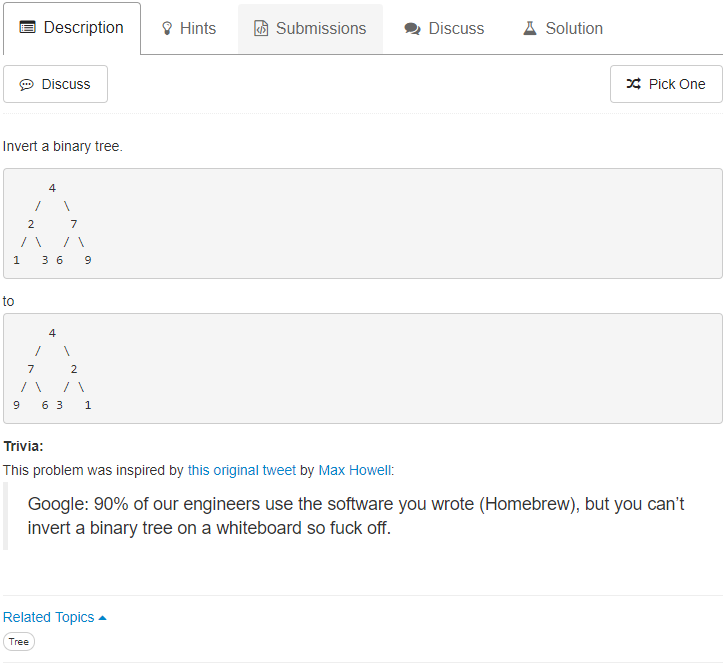 Description Hints Submissions Discuss Solution
Discuss Pick One
Invert a binary tree.
     4
   /   \
  2     7
 / \   / \
1   3 6   9
to
     4
   /   \
  7     2
 / \   / \
9   6 3   1
Trivia:
This problem was inspired by this original tweet by Max Howell:
Google: 90% of our engineers use the software you wrote (Homebrew), but you can’t
invert a binary tree on a whiteboard so fuck off.
Related Topics
Tree